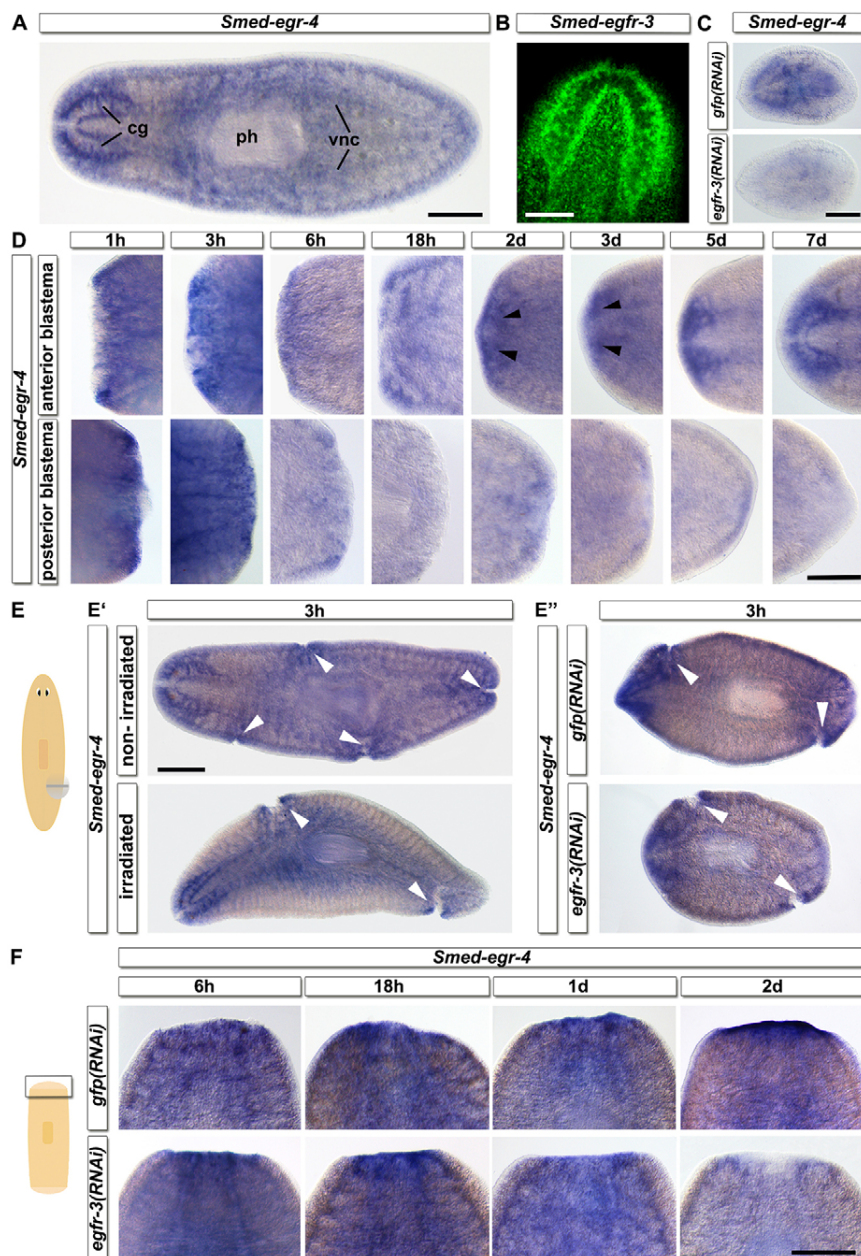 A
Smed-egr-4
cg
ph
vnc
B
Smed-egfr-3
C
Smed-egr-4
gfp(RNAi)
egfr-3(RNAi)
D
1h 3h 6h 18h 2d 3d 5d 7d
Smed-egr-4
anterior blastema
posterior blastema
E
E'
3h
Smed-egr-4
non- irradiated
irradiated
E''
3h
Smed-egr-4
gfp(RNAi)
egfr-3(RNAi)
F
Smed-egr-4
6h 18h 1d 2d
gfp(RNAi)
egfr-3(RNAi)